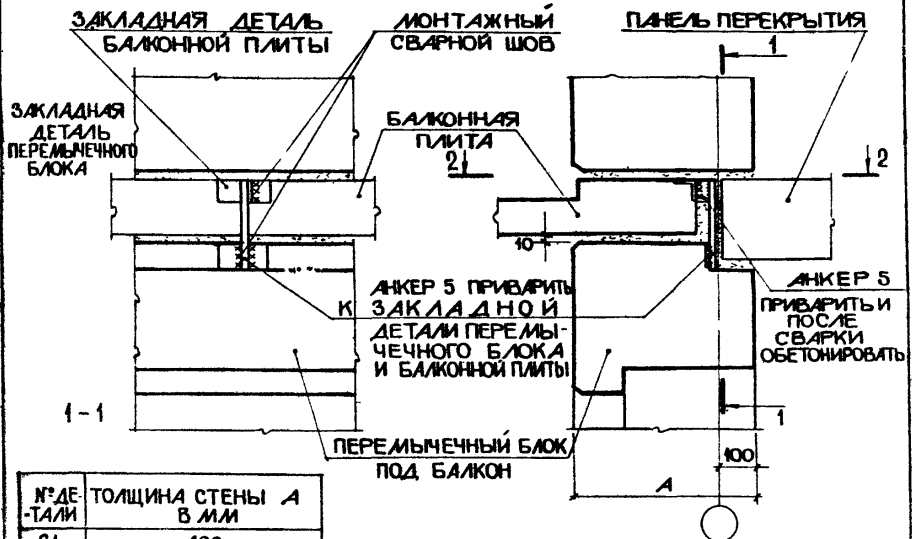 ЗАКЛАДНАЯ ДЕТАЛЬ
БАЛКОННОЙ ПЛИТЫ
МОНТАЖНЫЙ
СВАРНОЙ ШОВ
ПАНЕЛЬ ПЕРЕКРЫТИЯ
1
ЗАКЛАДНАЯ
ДЕТАЛЬ
ПЕРЕМЫЧЕЧНОГО
БЛОКА
БАЛКОННАЯ
ПЛИТА
2
2
10
АНКЕР 5 ПРИВАРИТЬ
К ЗАКЛАДНОЙ
ДЕТАЛИ ПЕРЕМЫ-
ЧЕЧНОГО БЛОКА
И БАЛКОННОЙ ПЛИТЫ
АНКЕР 5
ПРИВАРИТЬ И
ПОСЛЕ
СВАРКИ
ОБЕТОНИРОВАТЬ
1-1
1
ПЕРЕМЫЧЕЧНЫЙ БЛОК
ПОД БАЛКОН
100
А
№ ДЕ-
-ТАЛИ
ТОЛЩИНА СТЕНЫ А
В ММ